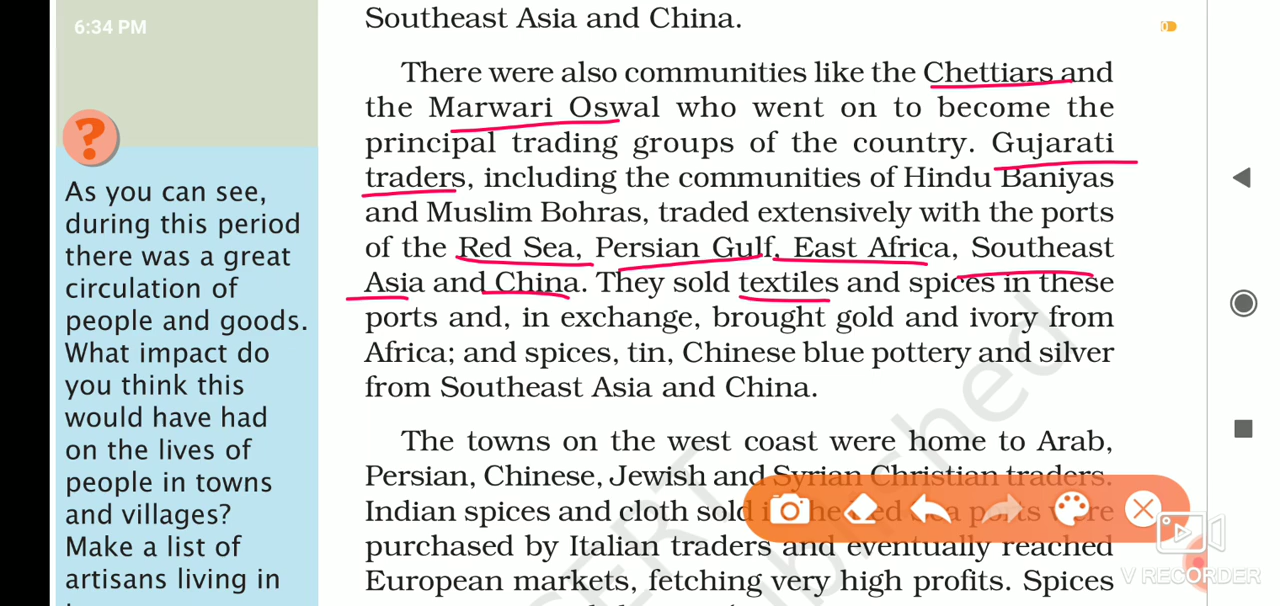 6:34 PM
Southeast Asia and China.
There were also communities like the Chettiars and
the Marwari Oswal who went on to become the
principal trading groups of the country. Gujarati
traders, including the communities of Hindu Baniyas
and Muslim Bohras, traded extensively with the ports
of the Red Sea, Persian Gulf, East Africa, Southeast
Asia and China. They sold textiles and spices in these
ports and, in exchange, brought gold and ivory from
Africa; and spices, tin, Chinese blue pottery and silver
from Southeast Asia and China.
The towns on the west coast were home to Arab,
Persian, Chinese, Jewish and Syrian Christian traders.
Indian spices and cloth sold in the Red Sea ports were
purchased by Italian traders and eventually reached
European markets, fetching very high profits. Spices
?
As you can see,
during this period
there was a great
circulation of
people and goods.
What impact do
you think this
would have had
on the lives of
people in towns
and villages?
Make a list of
artisans living in
V RECORDER